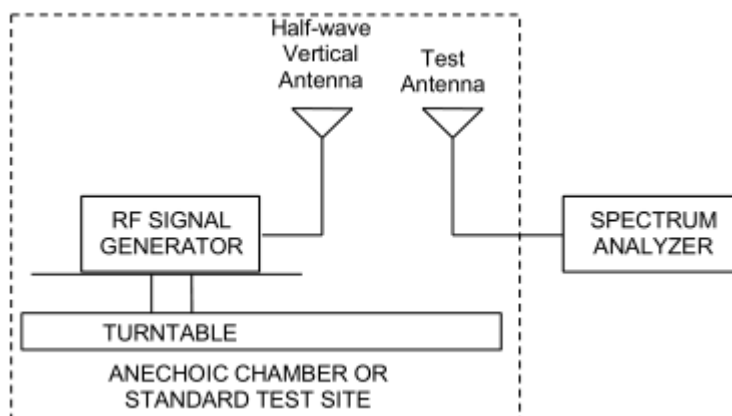 Half-wave
Vertical
Antenna
Test
Antenna
RF SIGNAL
GENERATOR
SPECTRUM
ANALYZER
TURNTABLE
ANECHOIC CHAMBER OR
STANDARD TEST SITE